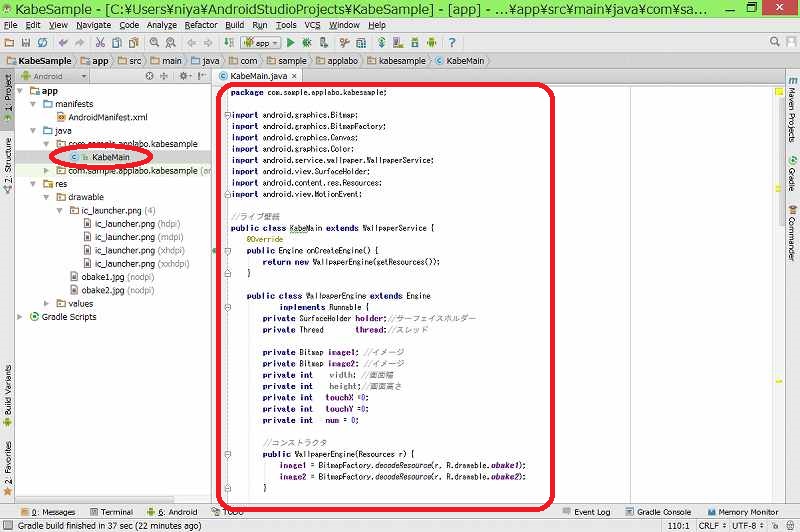 KabeSample - [C:¥Users¥niya¥AndroidStudioProjects¥KabeSample] - [app] - ...¥app¥src¥main¥java¥com¥sa...
File Edit View Navigate Code Analyze Refactor Build Run Tools VCS Window Help
app
KabeSample app src main java com sample applabo kabesample KabeMain
Android
KabeMain.java
1: Project
7: Structure
Build Variants
2: Favorites
app
manifests
AndroidManifest.xml
java
com.sample.applabo.kabesample
KabeMain
com.sample.applabo.kabesample
res
drawable
ic_launcher.png (4)
ic_launcher.png (hdpi)
ic_launcher.png (mdpi)
ic_launcher.png (xhdpi)
ic_launcher.png (xxhdpi)
obake1.jpg (nodpi)
obake2.jpg (nodpi)
values
Gradle Scripts
package com.sample.applabo.kabesample;
import android.graphics.Bitmap;
import android.graphics.BitmapFactory;
import android.graphics.Canvas;
import android.graphics.Color;
import android.service.wallpaper.WallpaperService;
import android.view.SurfaceHolder;
import android.content.res.Resources;
import android.view.MotionEvent;
//ライブ壁紙
public class KabeMain extends WallpaperService {
@Override
public Engine onCreateEngine() {
return new WallpaperEngine(getResources());
}
public class WallpaperEngine extends Engine
implements Runnable {
private SurfaceHolder holder;//サーフェイスホルダー
private Thread thread;//スレッド
private Bitmap image1; //イメージ
private Bitmap image2; //イメージ
private int width; //画面幅
private int height;//画面高さ
private int touchX =0;
private int touchY =0;
private int num = 0;
//コンストラクタ
public WallpaperEngine(Resources r) {
image1 = BitmapFactory.decodeResource(r, R.drawable.obake1);
image2 = BitmapFactory.decodeResource(r, R.drawable.obake2);
}
Maven Projects
Gradle
Commander
0: Messages Terminal 6: Android TODO Event Log Gradle Console Memory Monitor
Gradle build finished in 37 sec (22 minutes ago) 110:1 CRLF UTF-8